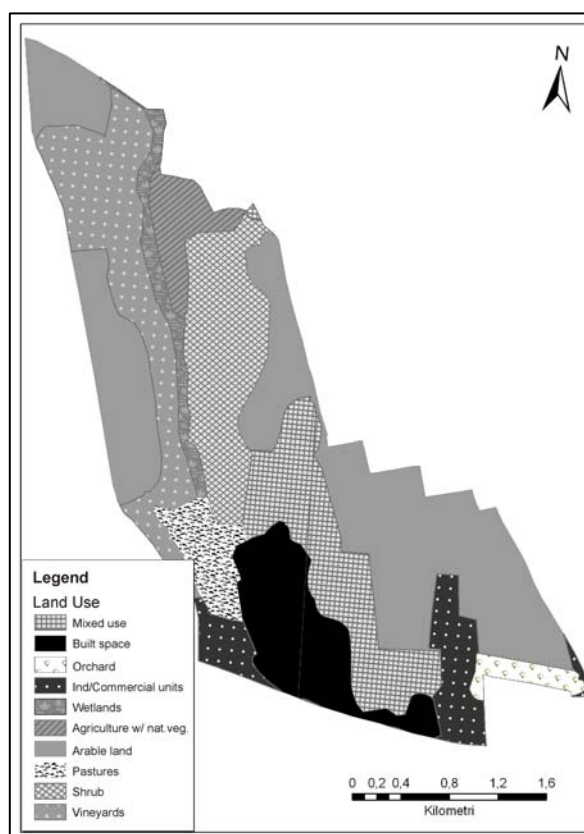 N
Legend
Land Use
Mixed use
Built space
Orchard
Ind/Commercial units
Wetlands
Agriculture w/ nat.veg.
Arable land
Pastures
Shrub
Vineyards
0 0,2 0,4 0,8 1,2 1,6
Kilometri